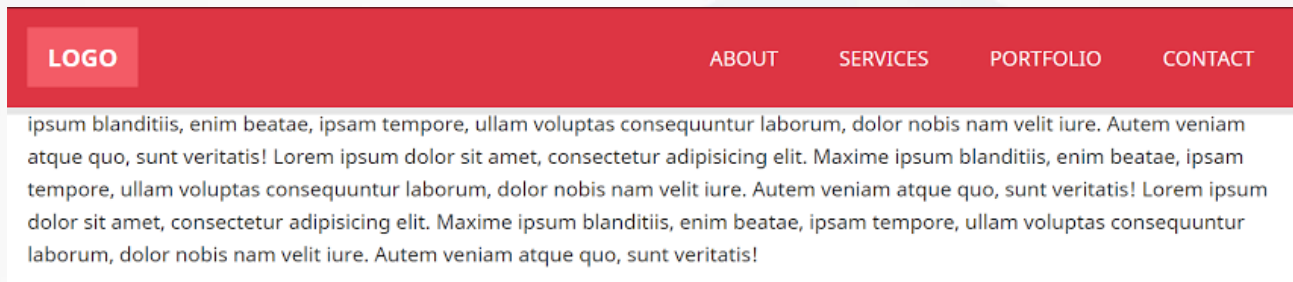 LOGO ABOUT SERVICES PORTFOLIO CONTACT
ipsum blanditiis, enim beatae, ipsam tempore, ullam voluptas consequuntur laborum, dolor nobis nam velit iure. Autem veniam
atque quo, sunt veritatis! Lorem ipsum dolor sit amet, consectetur adipisicing elit. Maxime ipsum blanditiis, enim beatae, ipsam
tempore, ullam voluptas consequuntur laborum, dolor nobis nam velit iure. Autem veniam atque quo, sunt veritatis! Lorem ipsum
dolor sit amet, consectetur adipisicing elit. Maxime ipsum blanditiis, enim beatae, ipsam tempore, ullam voluptas consequuntur
laborum, dolor nobis nam velit iure. Autem veniam atque quo, sunt veritatis!